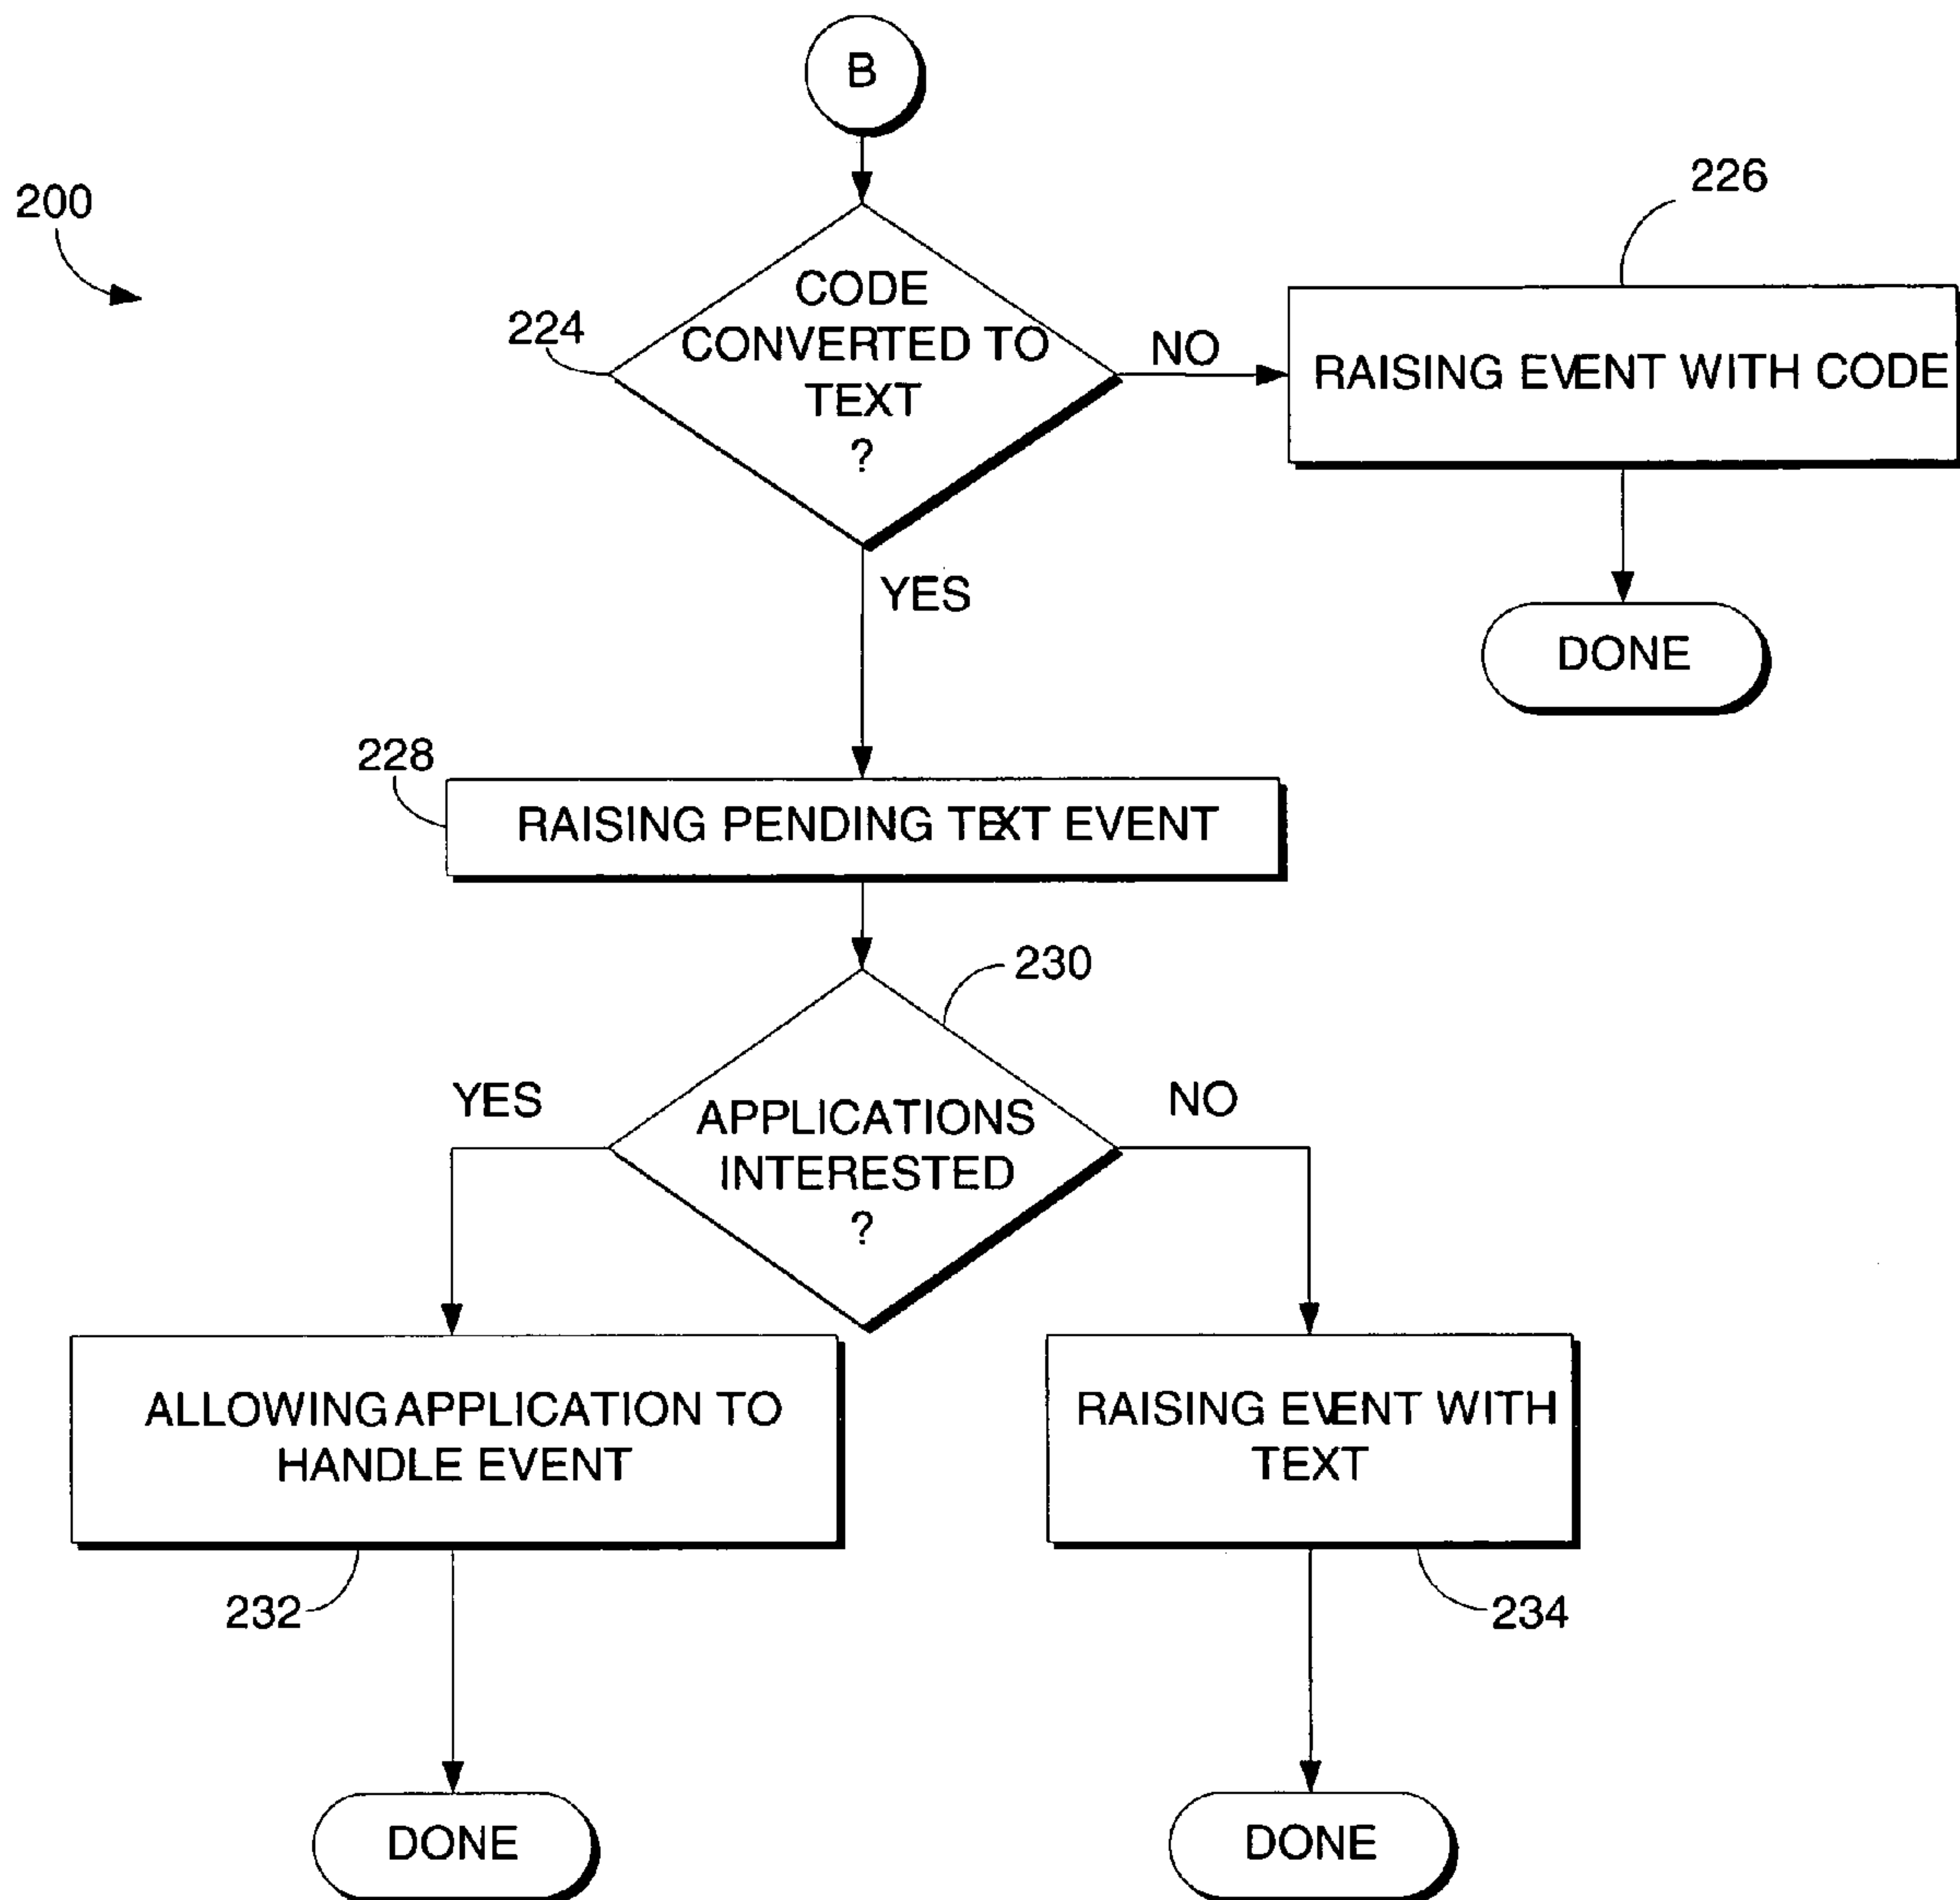 B
200
226
224
CODE
CONVERTED TO
TEXT
?
NO
RAISING EVENT WITH CODE
YES
DONE
228
RAISING PENDING TEXT EVENT
230
YES
NO
APPLICATIONS
INTERESTED
?
ALLOWING APPLICATION TO
HANDLE EVENT
RAISING EVENT WITH
TEXT
232
234
DONE
DONE